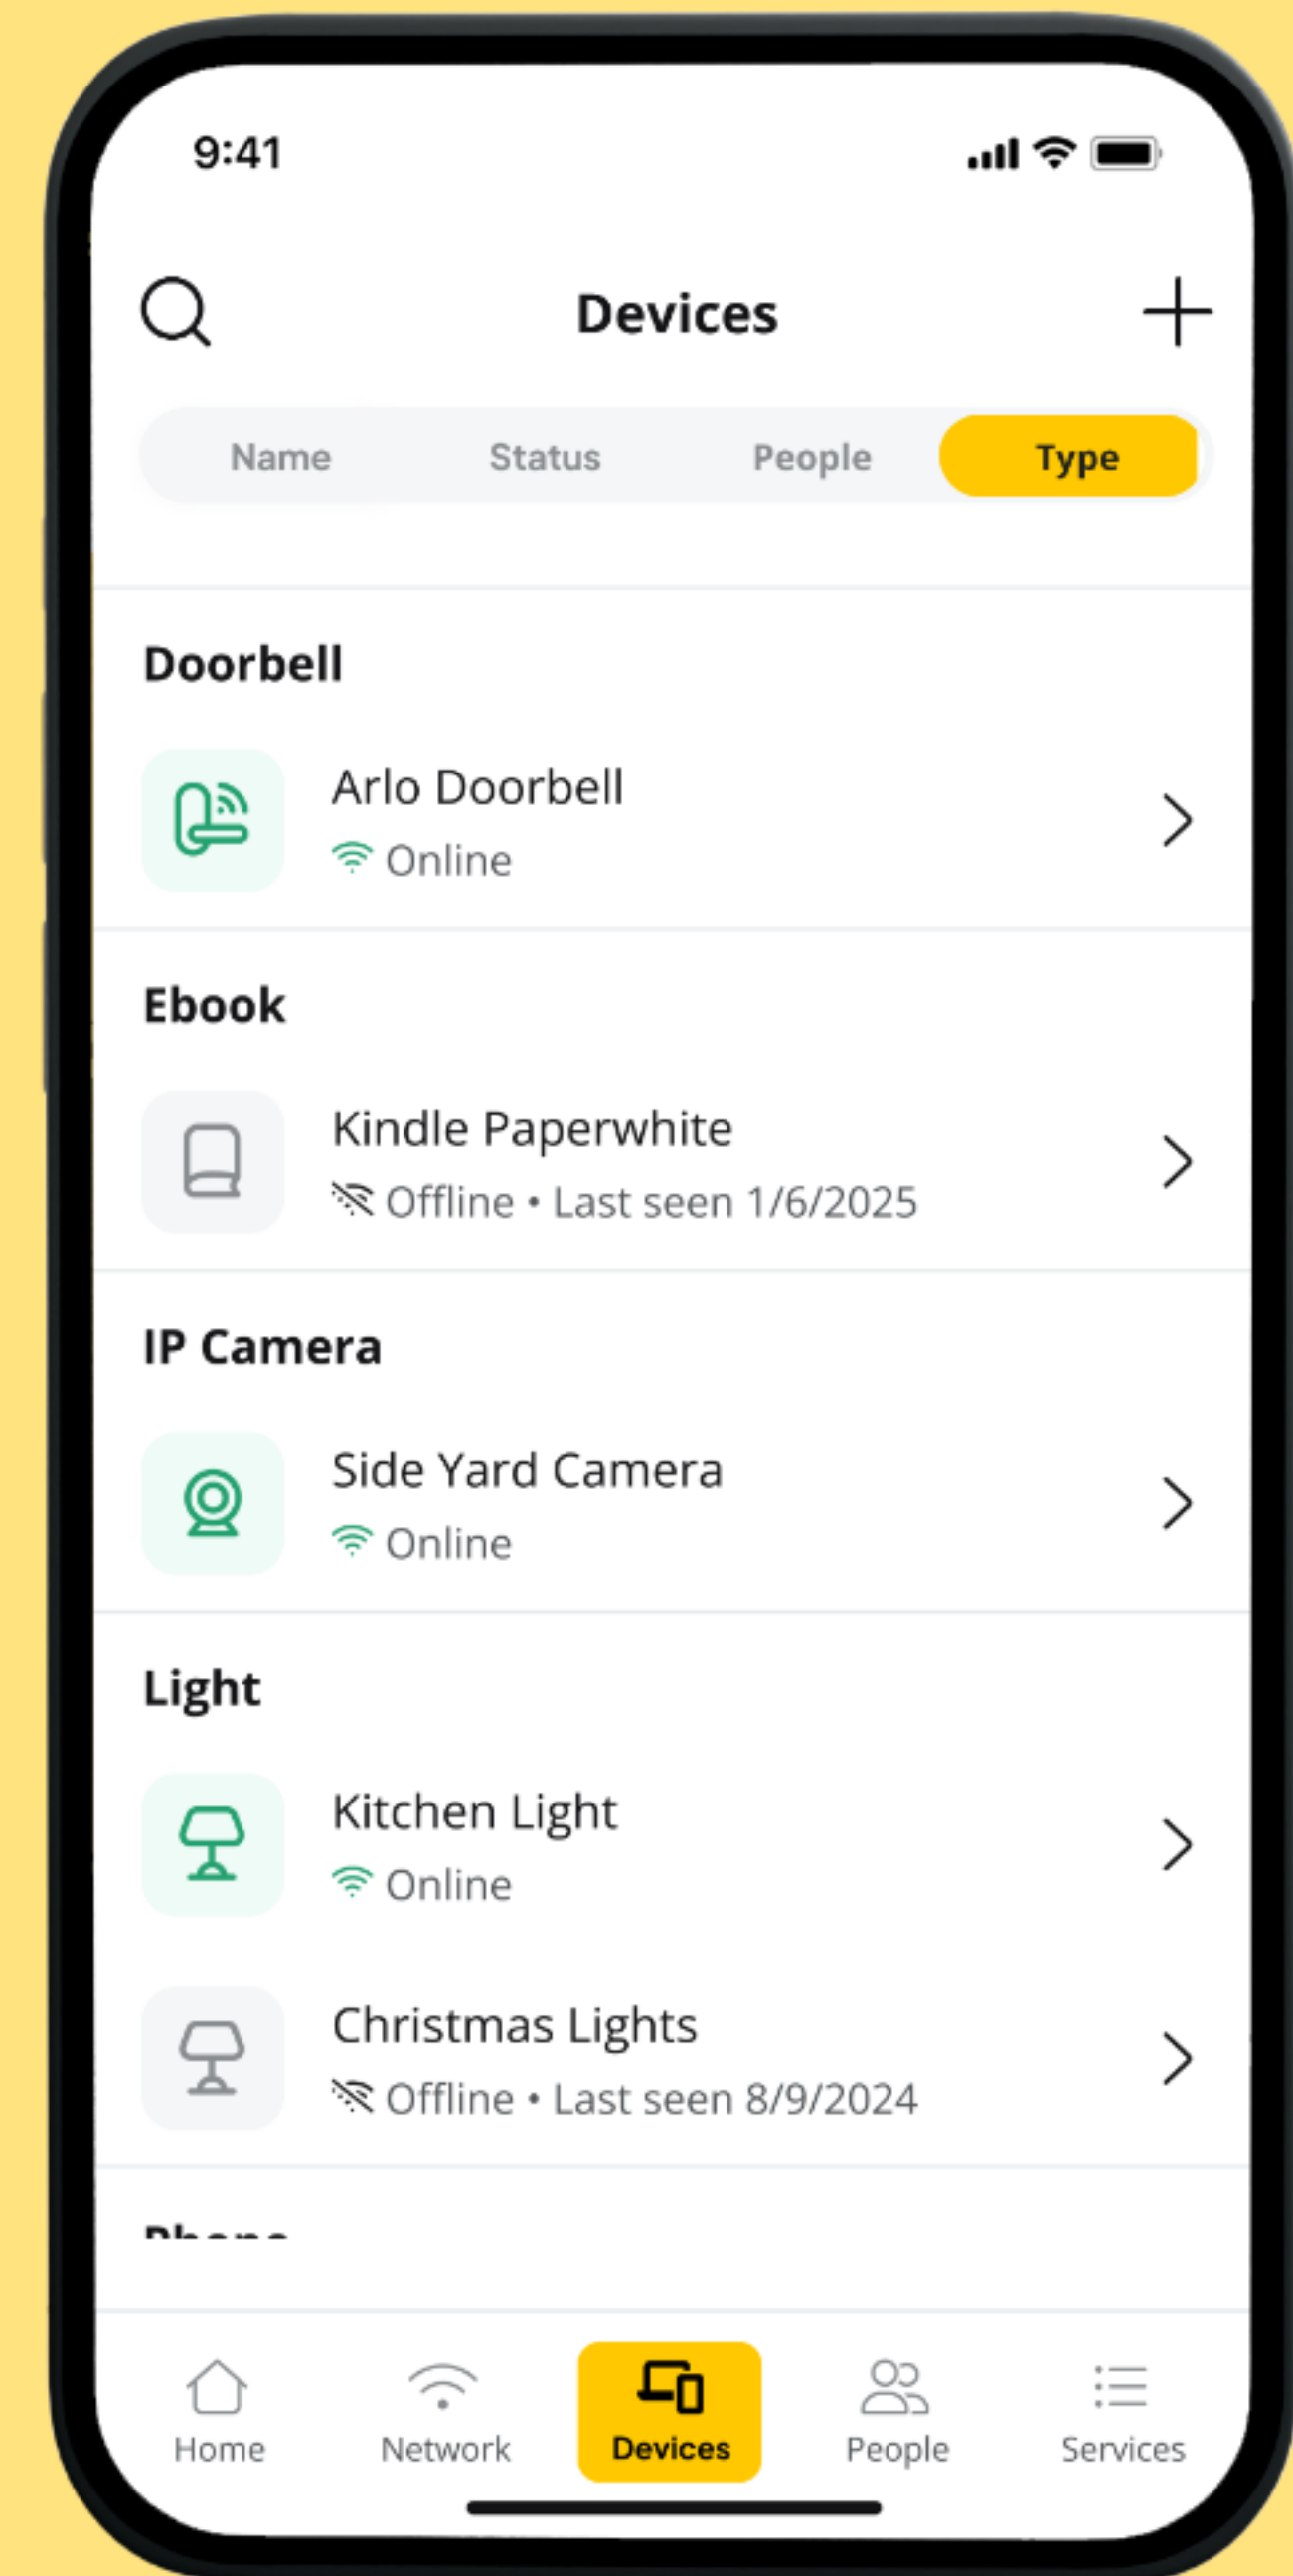 9:41
Devices
Name Status People Type
Doorbell
Arlo Doorbell
Online
Ebook
Kindle Paperwhite
Offline • Last seen 1/6/2025
IP Camera
Side Yard Camera
Online
Light
Kitchen Light
Online
Christmas Lights
Offline • Last seen 8/9/2024
Phone
Home Network Devices People Services